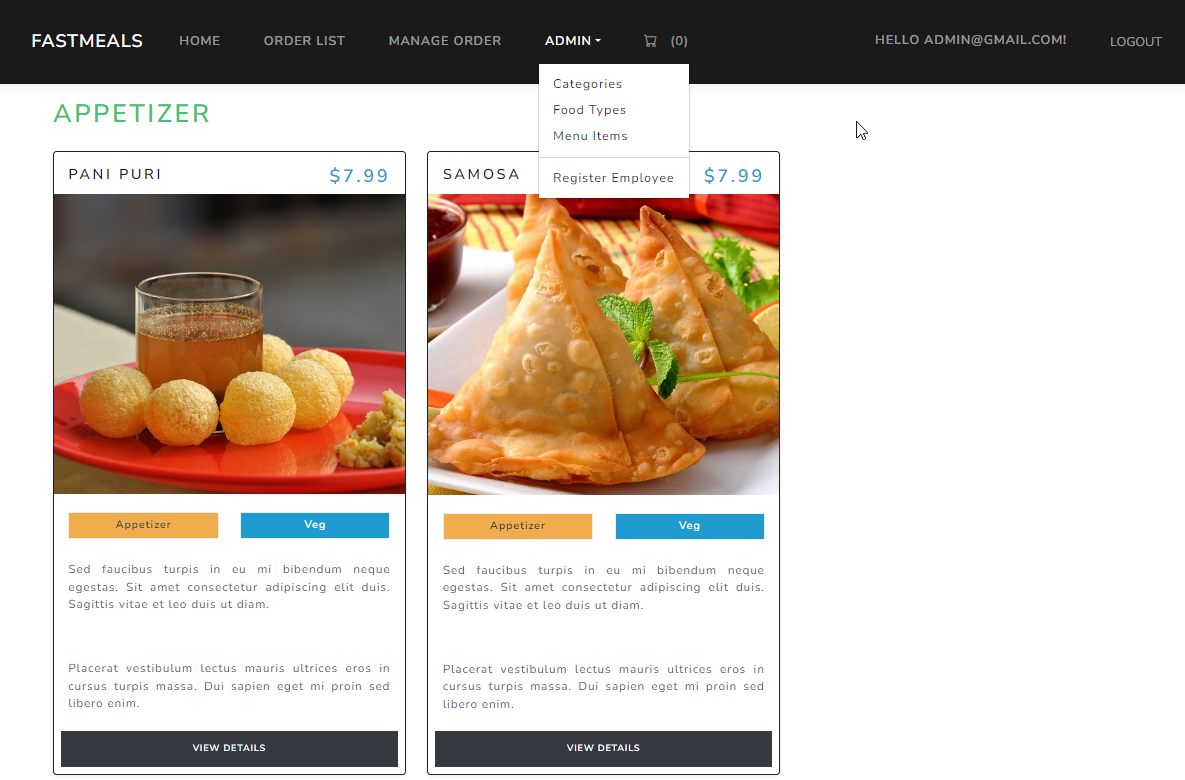 FASTMEALS HOME ORDER LIST MANAGE ORDER ADMIN (0) HELLO ADMIN@GMAIL.COM! LOGOUT
Categories
Food Types
Menu Items
Register Employee
APPETIZER
PANI PURI $7.99
Appetizer Veg
Sed faucibus turpis in eu mi bibendum neque
egestas. Sit amet consectetur adipiscing elit duis.
Sagittis vitae et leo duis ut diam.
Placerat vestibulum lectus mauris ultrices eros in
cursus turpis massa. Dui sapien eget mi proin sed
libero enim.
VIEW DETAILS
SAMOSA $7.99
Appetizer Veg
Sed faucibus turpis in eu mi bibendum neque
egestas. Sit amet consectetur adipiscing elit duis.
Sagittis vitae et leo duis ut diam.
Placerat vestibulum lectus mauris ultrices eros in
cursus turpis massa. Dui sapien eget mi proin sed
libero enim.
VIEW DETAILS